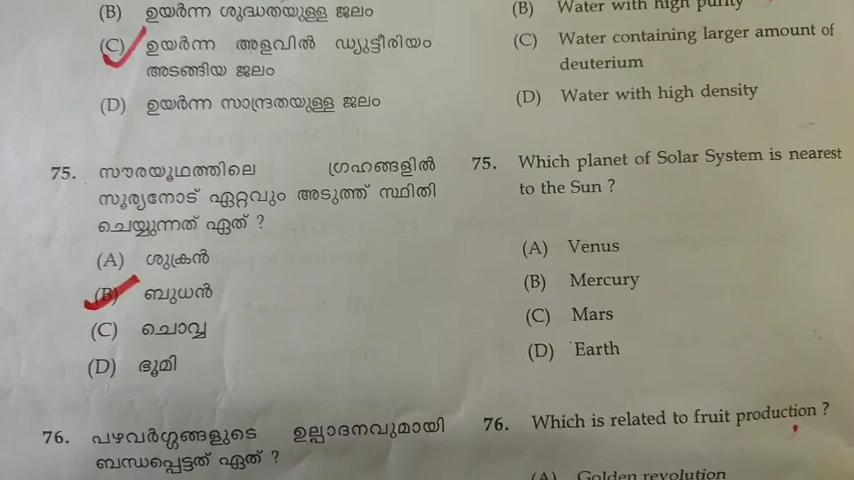 (B) ഉയർന്ന ശുദ്ധതയുള്ള ജലം
(C) ഉയർന്ന അളവിൽ ഡ്യുട്ടീരിയം
അടങ്ങിയ ജലം
(D) ഉയർന്ന സാന്ദ്രതയുള്ള ജലം
75. സൗരയൂഥത്തിലെ ഗ്രഹങ്ങളിൽ
സൂര്യനോട് ഏറ്റവും അടുത്ത് സ്ഥിതി
ചെയ്യുന്നത് ഏത് ?
(A) ശുക്രൻ
(B) ബുധൻ
(C) ചൊവ്വ
(D) ഭൂമി
76. പഴവർഗ്ഗങ്ങളുടെ ഉല്പാദനവുമായി
ബന്ധപ്പെട്ടത് ഏത് ?
(B) Water with high purity
(C) Water containing larger amount of
deuterium
(D) Water with high density
75. Which planet of Solar System is nearest
to the Sun ?
(A) Venus
(B) Mercury
(C) Mars
(D) Earth
76. Which is related to fruit production ?
(A) Golden revolution